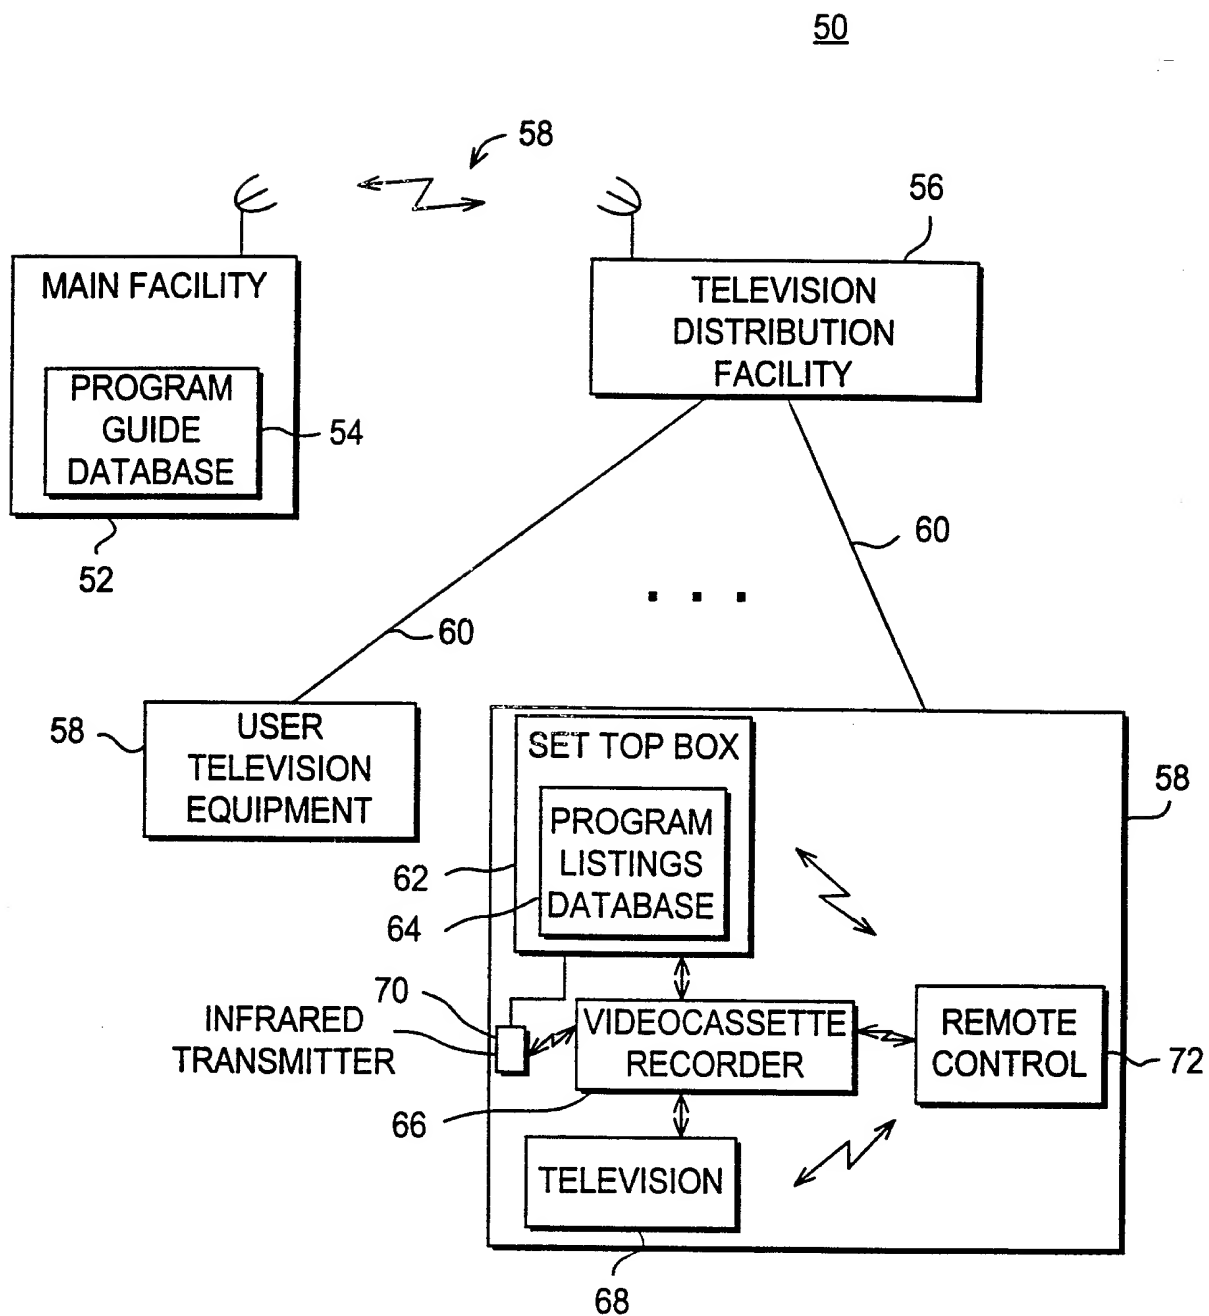 50
58
56
MAIN FACILITY
PROGRAM
GUIDE
DATABASE
54
52
TELEVISION
DISTRIBUTION
FACILITY
60
60
58
USER
TELEVISION
EQUIPMENT
SET TOP BOX
PROGRAM
LISTINGS
DATABASE
62
64
58
70
INFRARED
TRANSMITTER
VIDEOCASSETTE
RECORDER
66
REMOTE
CONTROL
72
TELEVISION
68